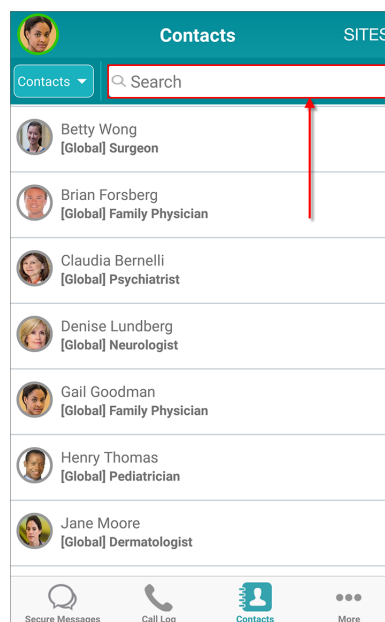 Contacts
SITES
Contacts
Search
Betty Wong
[Global] Surgeon
Brian Forsberg
[Global] Family Physician
Claudia Bernelli
[Global] Psychiatrist
Denise Lundberg
[Global] Neurologist
Gail Goodman
[Global] Family Physician
Henry Thomas
[Global] Pediatrician
Jane Moore
[Global] Dermatologist
Secure Messages
Call Log
Contacts
More